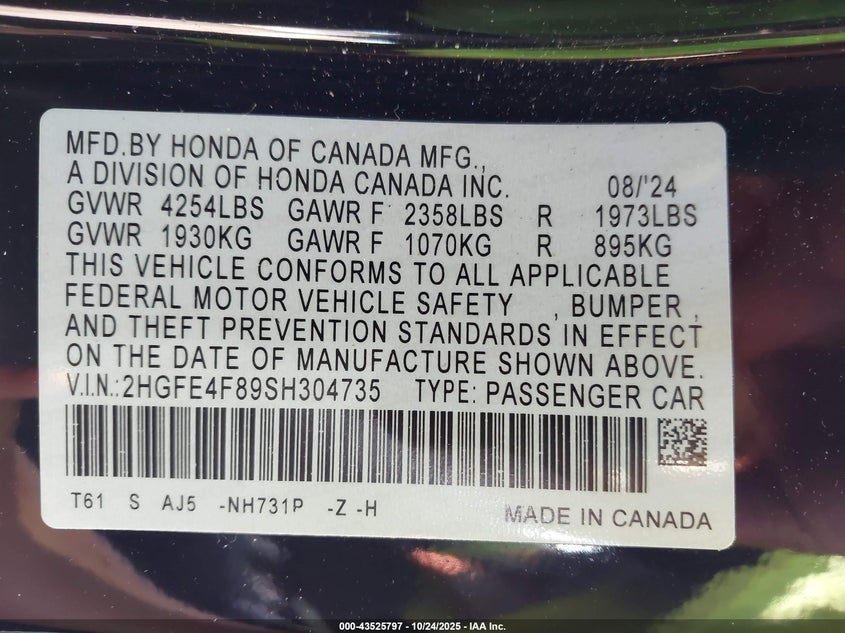 MFD.BY HONDA OF CANADA MFG.,
A DIVISION OF HONDA CANADA INC. 08/'24
GVWR 4254LBS GAWR F 2358LBS R 1973LBS
GVWR 1930KG GAWR F 1070KG R 895KG
THIS VEHICLE CONFORMS TO ALL APPLICABLE
FEDERAL MOTOR VEHICLE SAFETY , BUMPER ,
AND THEFT PREVENTION STANDARDS IN EFFECT
ON THE DATE OF MANUFACTURE SHOWN ABOVE.
V.I.N.:2HGFE4F89SH304735 TYPE: PASSENGER CAR
T61 S AJ5 -NH731P -Z -H
MADE IN CANADA
000-43525797 - 10/24/2025 - IAA Inc.